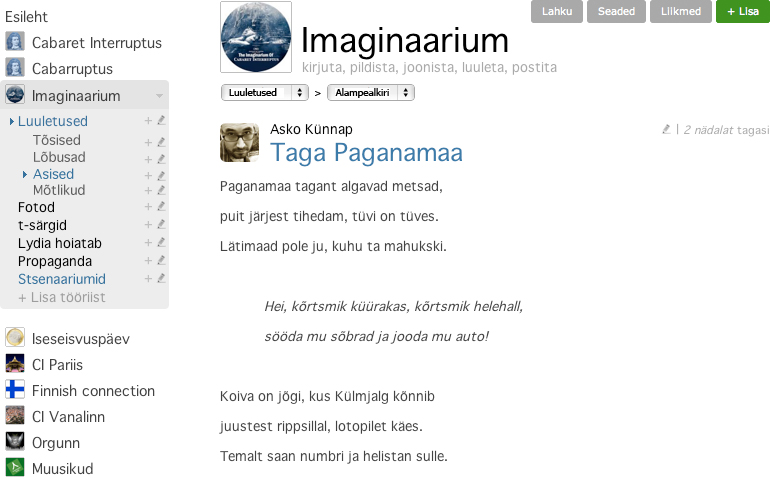 Esileht
Cabaret Interruptus
Cabarruptus
Imaginaarium
Luuletused
Tõsised
Lõbusad
Asised
Mõtlikud
Fotod
t-särgid
Lydia hoiatab
Propaganda
Stsenaariumid
+ Lisa tööriist
Iseseisvuspäev
CI Pariis
Finnish connection
CI Vanalinn
Orgunn
Muusikud
Lahku
Seaded
Liikmed
+ Lisa
The Imaginarium Of
CABARET INTERRUPTUS
Imaginaarium
kirjuta, pildista, joonista, luuleta, postita
Luuletused > Alampealkiri
Asko Künnap
| 2 nädalat tagasi
Taga Paganamaa
Paganamaa tagant algavad metsad,
puit järjest tihedam, tüvi on tüves.
Lätimaad pole ju, kuhu ta mahukski.
Hei, kõrtsmik küürakas, kõrtsmik helehall,
sööda mu sõbrad ja jooda mu auto!
Koiva on jõgi, kus Külmjalg kõnnib
juustest rippsillal, lotopilet käes.
Temalt saan numbri ja helistan sulle.